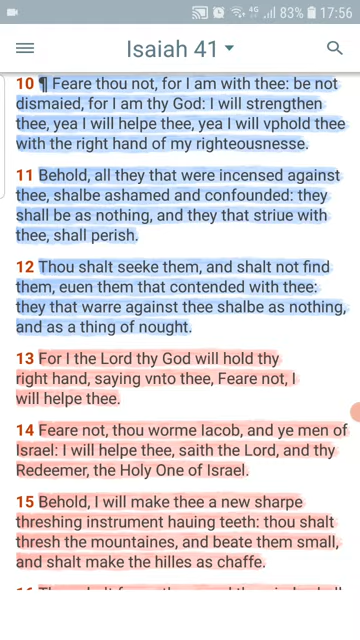 4G 83% 17:56
Isaiah 41
10 ¶ Feare thou not, for I am with thee: be not
dismaied, for I am thy God: I will strengthen
thee, yea I will helpe thee, yea I will vphold thee
with the right hand of my righteousnesse.
11 Behold, all they that were incensed against
thee, shalbe ashamed and confounded: they
shall be as nothing, and they that striue with
thee, shall perish.
12 Thou shalt seeke them, and shalt not find
them, euen them that contended with thee:
they that warre against thee shalbe as nothing,
and as a thing of nought.
13 For I the Lord thy God will hold thy
right hand, saying vnto thee, Feare not, I
will helpe thee.
14 Feare not, thou worme Iacob, and ye men of
Israel: I will helpe thee, saith the Lord, and thy
Redeemer, the Holy One of Israel.
15 Behold, I will make thee a new sharpe
threshing instrument hauing teeth: thou shalt
thresh the mountaines, and beate them small,
and shalt make the hilles as chaffe.